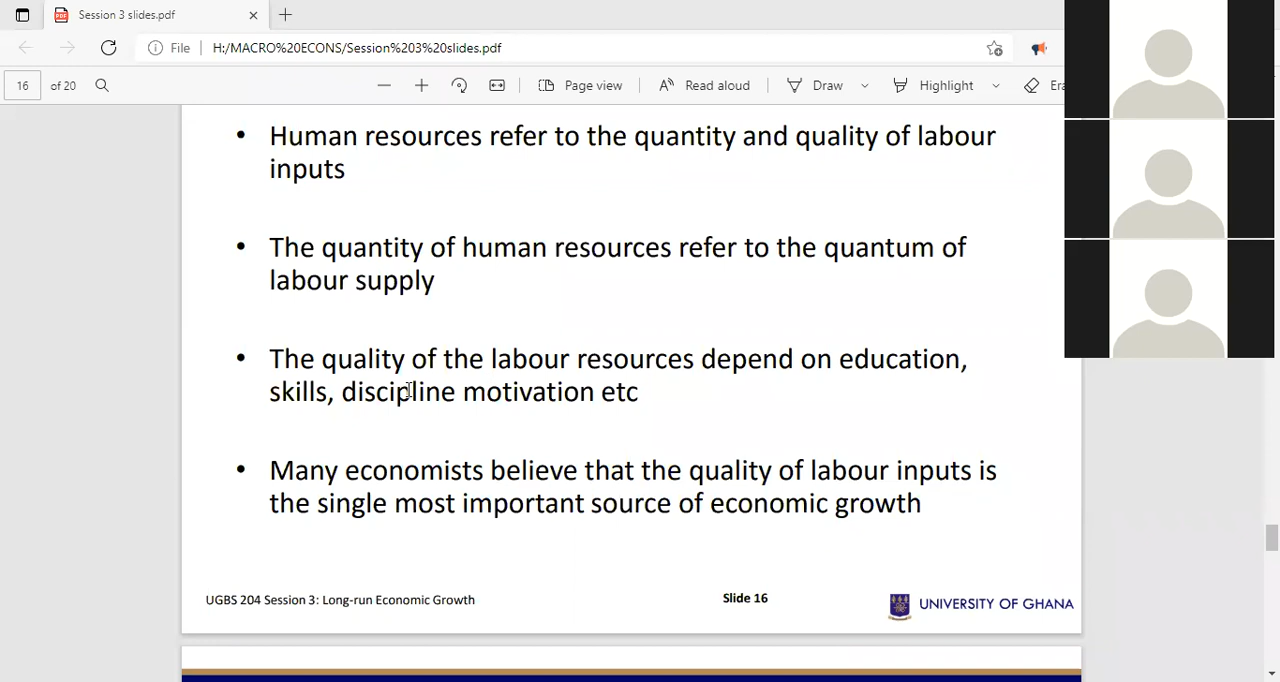 Session 3 slides.pdf
File
H:/MACRO%20ECONS/Session%203%20slides.pdf
16
of 20
Page view
Read aloud
Draw
Highlight
Era
• Human resources refer to the quantity and quality of labour
inputs
• The quantity of human resources refer to the quantum of
labour supply
• The quality of the labour resources depend on education,
skills, discipline motivation etc
• Many economists believe that the quality of labour inputs is
the single most important source of economic growth
UGBS 204 Session 3: Long-run Economic Growth
Slide 16
UNIVERSITY OF GHANA